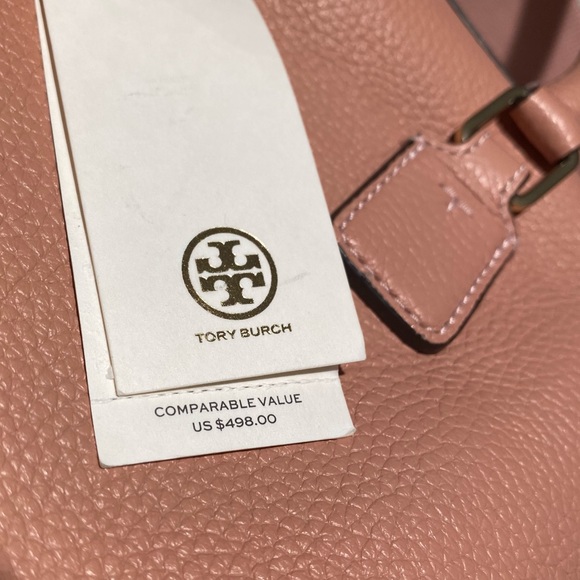 TORY BURCH
COMPARABLE VALUE
US $498.00